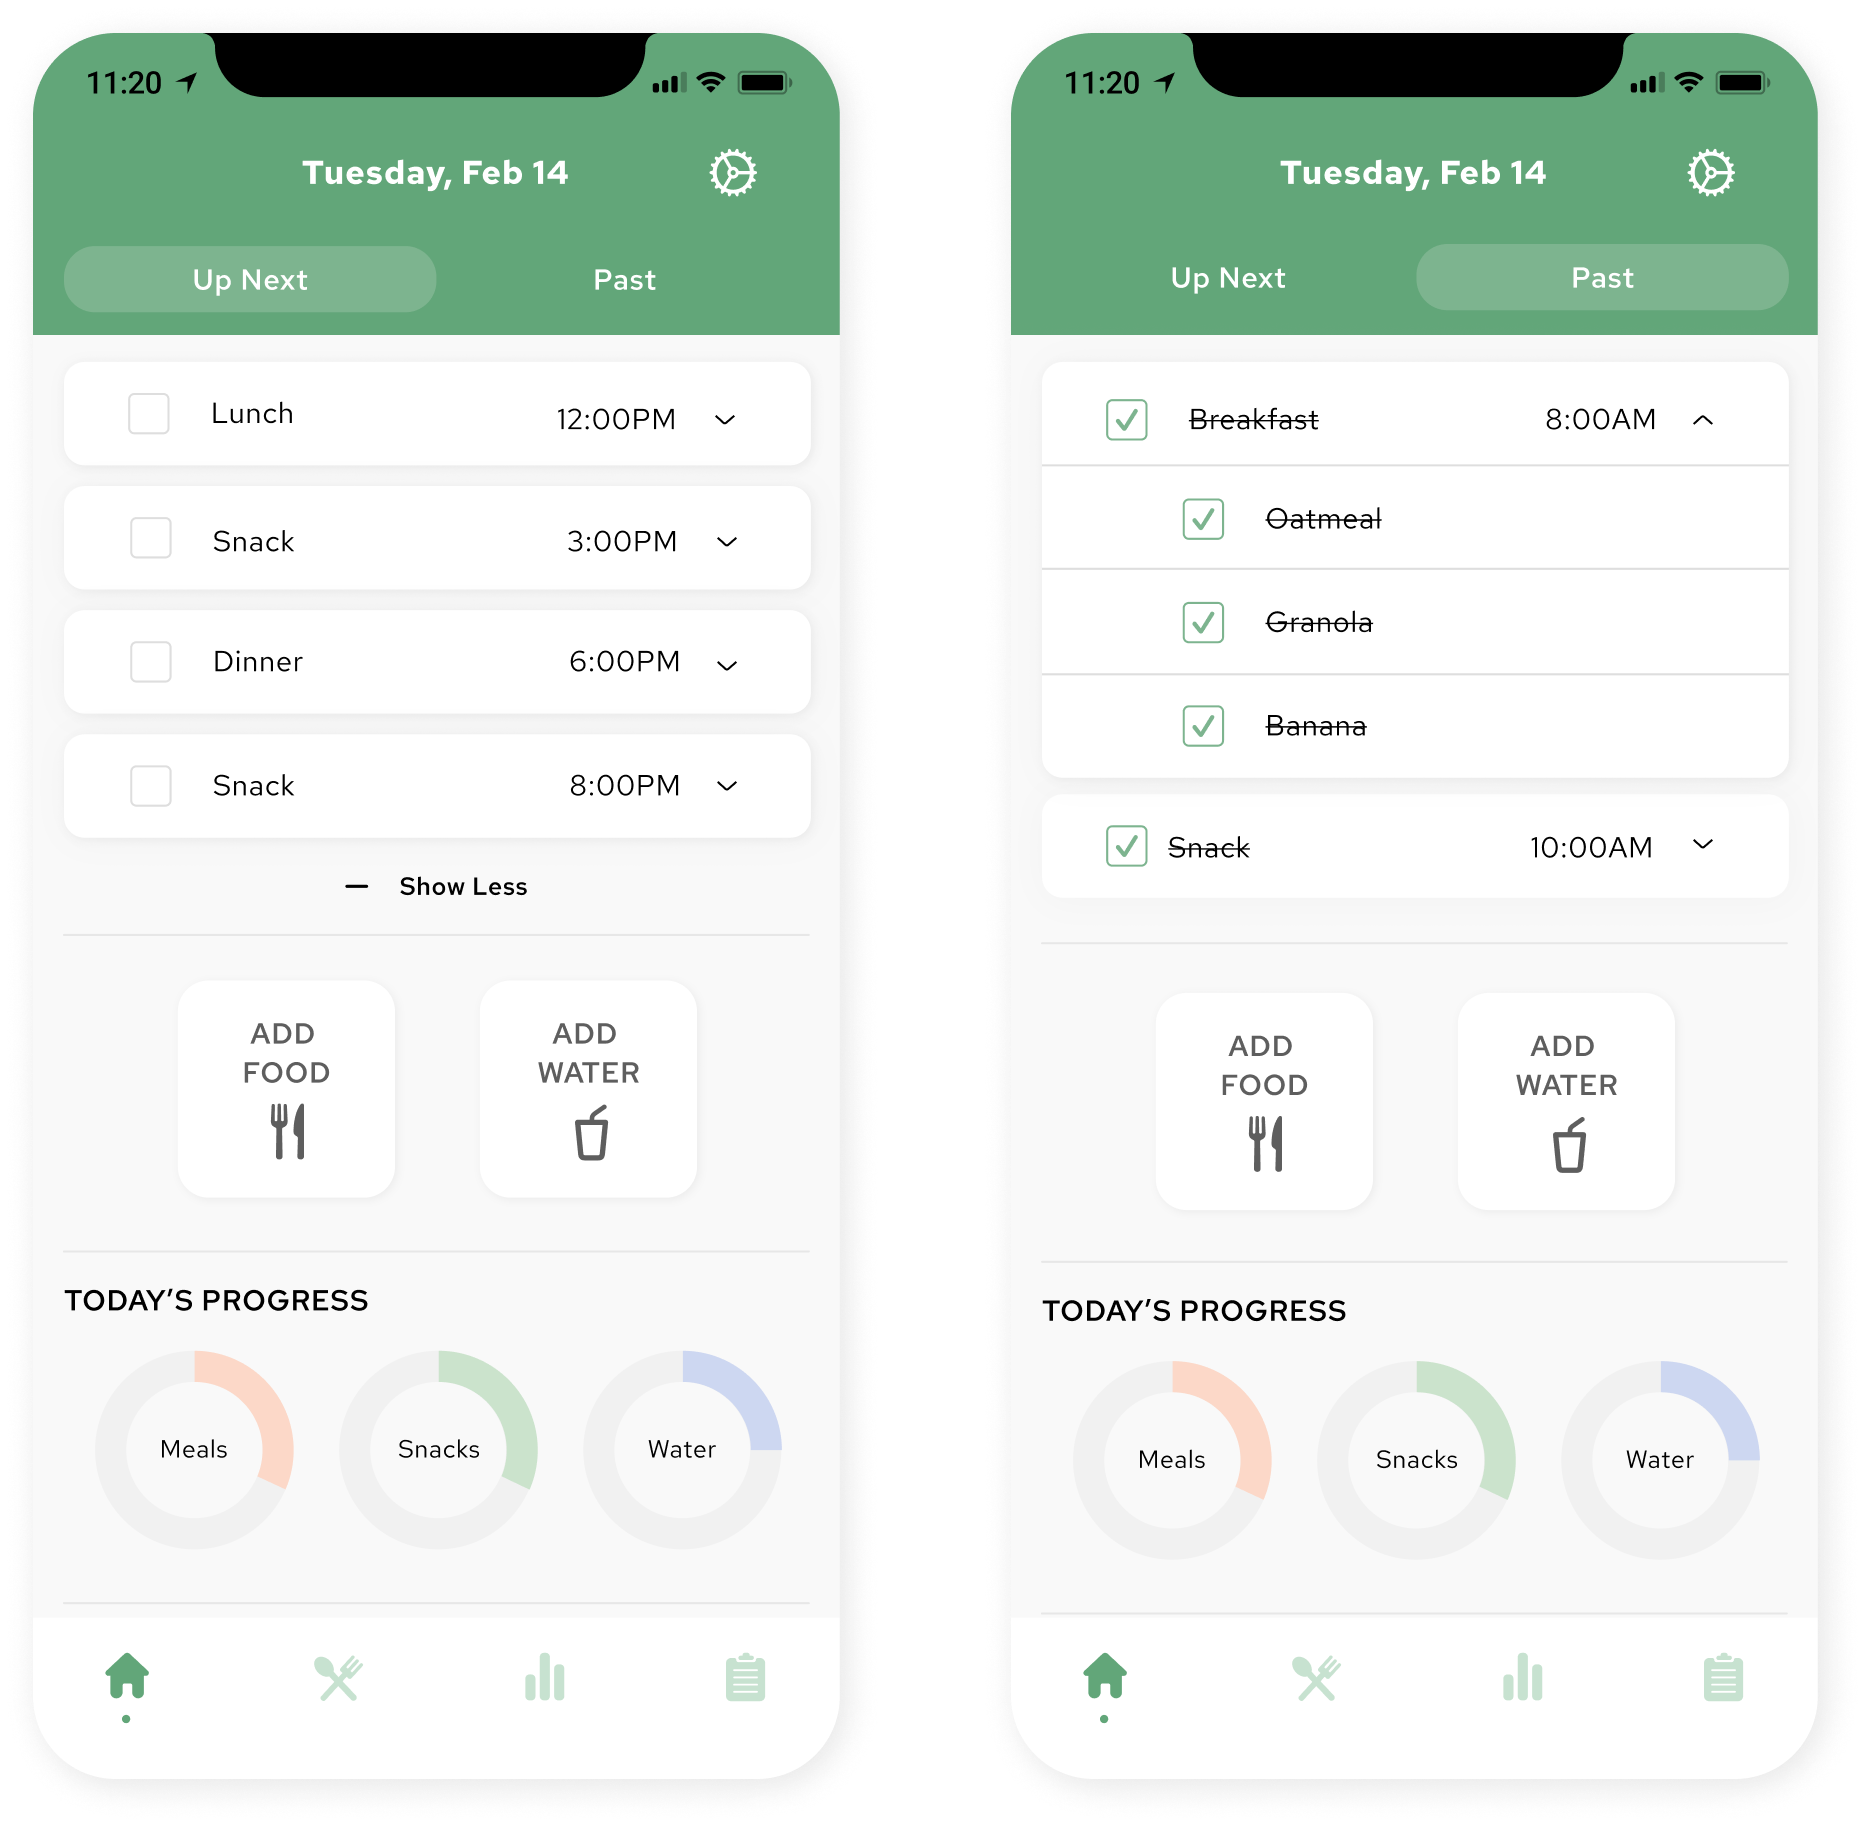 11:20
Tuesday, Feb 14
Up Next Past
Lunch 12:00PM
Snack 3:00PM
Dinner 6:00PM
Snack 8:00PM
Show Less
ADD
FOOD
ADD
WATER
TODAY’S PROGRESS
Meals Snacks Water
11:20
Tuesday, Feb 14
Up Next Past
Breakfast 8:00AM
Oatmeal
Granola
Banana
Snack 10:00AM
ADD
FOOD
ADD
WATER
TODAY’S PROGRESS
Meals Snacks Water